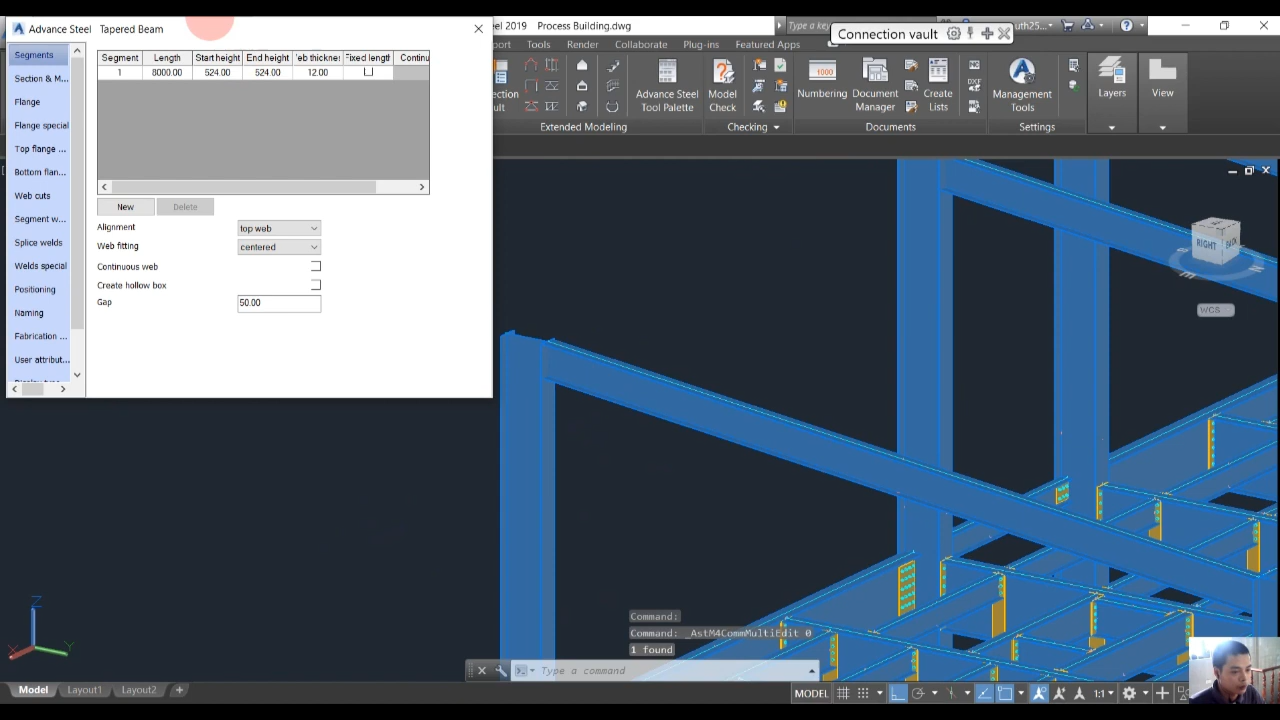 Advance Steel Tapered Beam
eel 2019 Process Building.dwg
Type a key
uth25...
Connection vault
port Tools Render Collaborate Plug-ins Featured Apps
Advance Steel
Tool Palette
Model
Check
Numbering
Document
Manager
Create
Lists
DXF
Management
Tools
Layers
View
Extended Modeling
Checking
Documents
Settings
Segments
Section & M...
Flange
Flange special
Top flange ...
Bottom flan...
Web cuts
Segment w...
Splice welds
Welds special
Positioning
Naming
Fabrication ...
User attribut...
Segment Length Start height End height 'eb thicknes Fixed length Continu
1 8000.00 524.00 524.00 12.00
New Delete
Alignment top web
Web fitting centered
Continuous web
Create hollow box
Gap 50.00
RIGHT BACK
WCS
Z
X
Y
Command:
Command: _AstM4CommMultiEdit 0
1 found
Type a command
Model Layout1 Layout2 +
MODEL 1:1